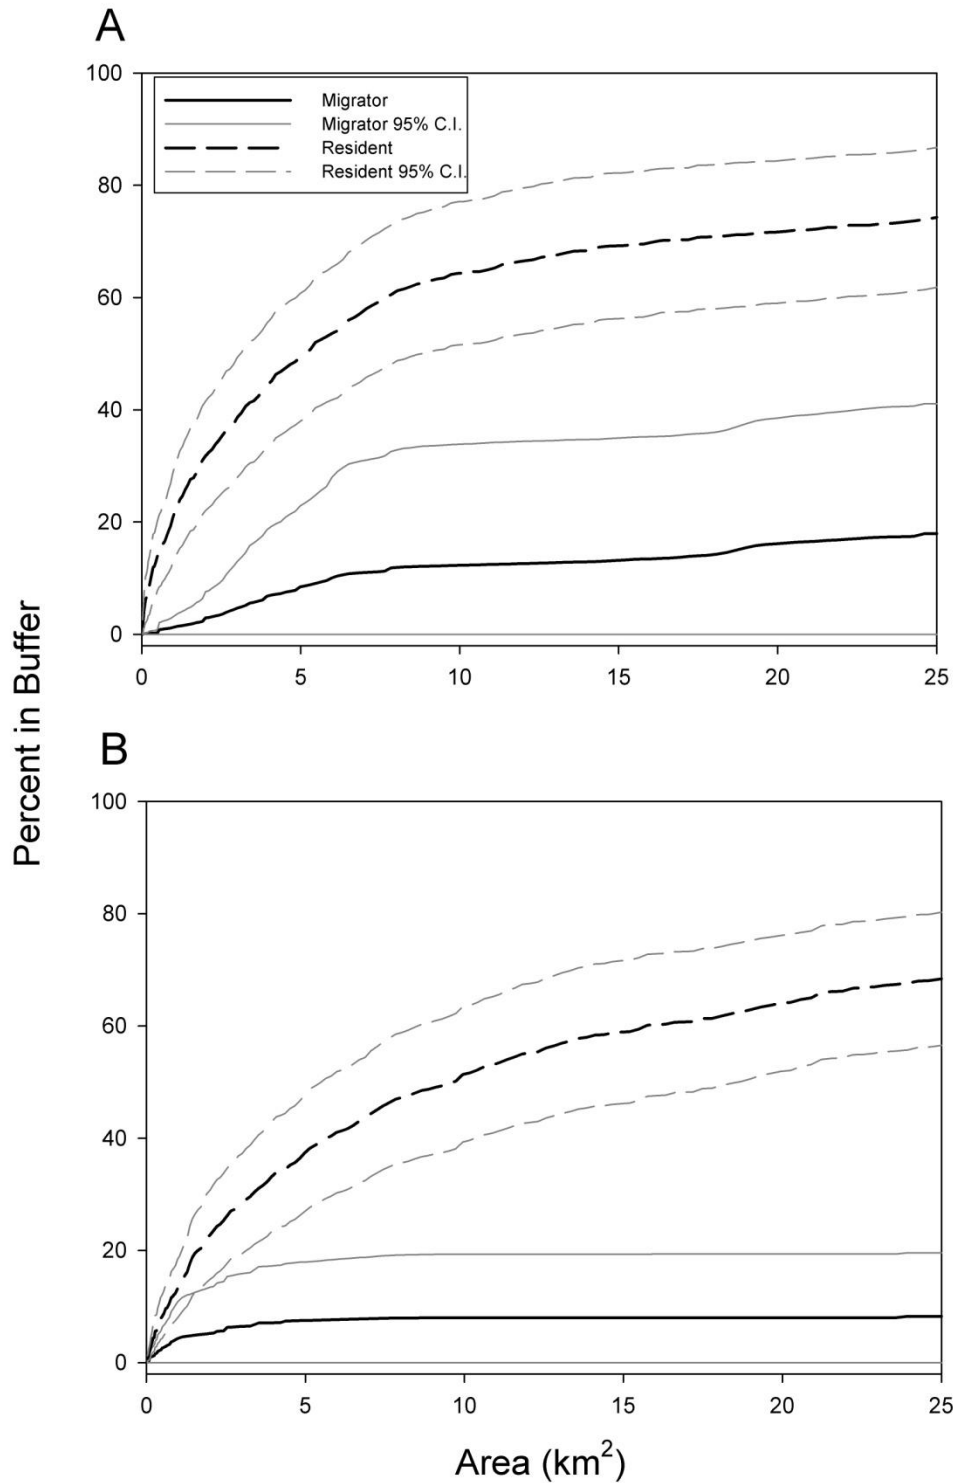 A
100
80
60
40
20
0
Migrator
Migrator 95% C.I.
Resident
Resident 95% C.I.
0 5 10 15 20 25
Percent in Buffer
B
100
80
60
40
20
0
0 5 10 15 20 25
Area (km²)